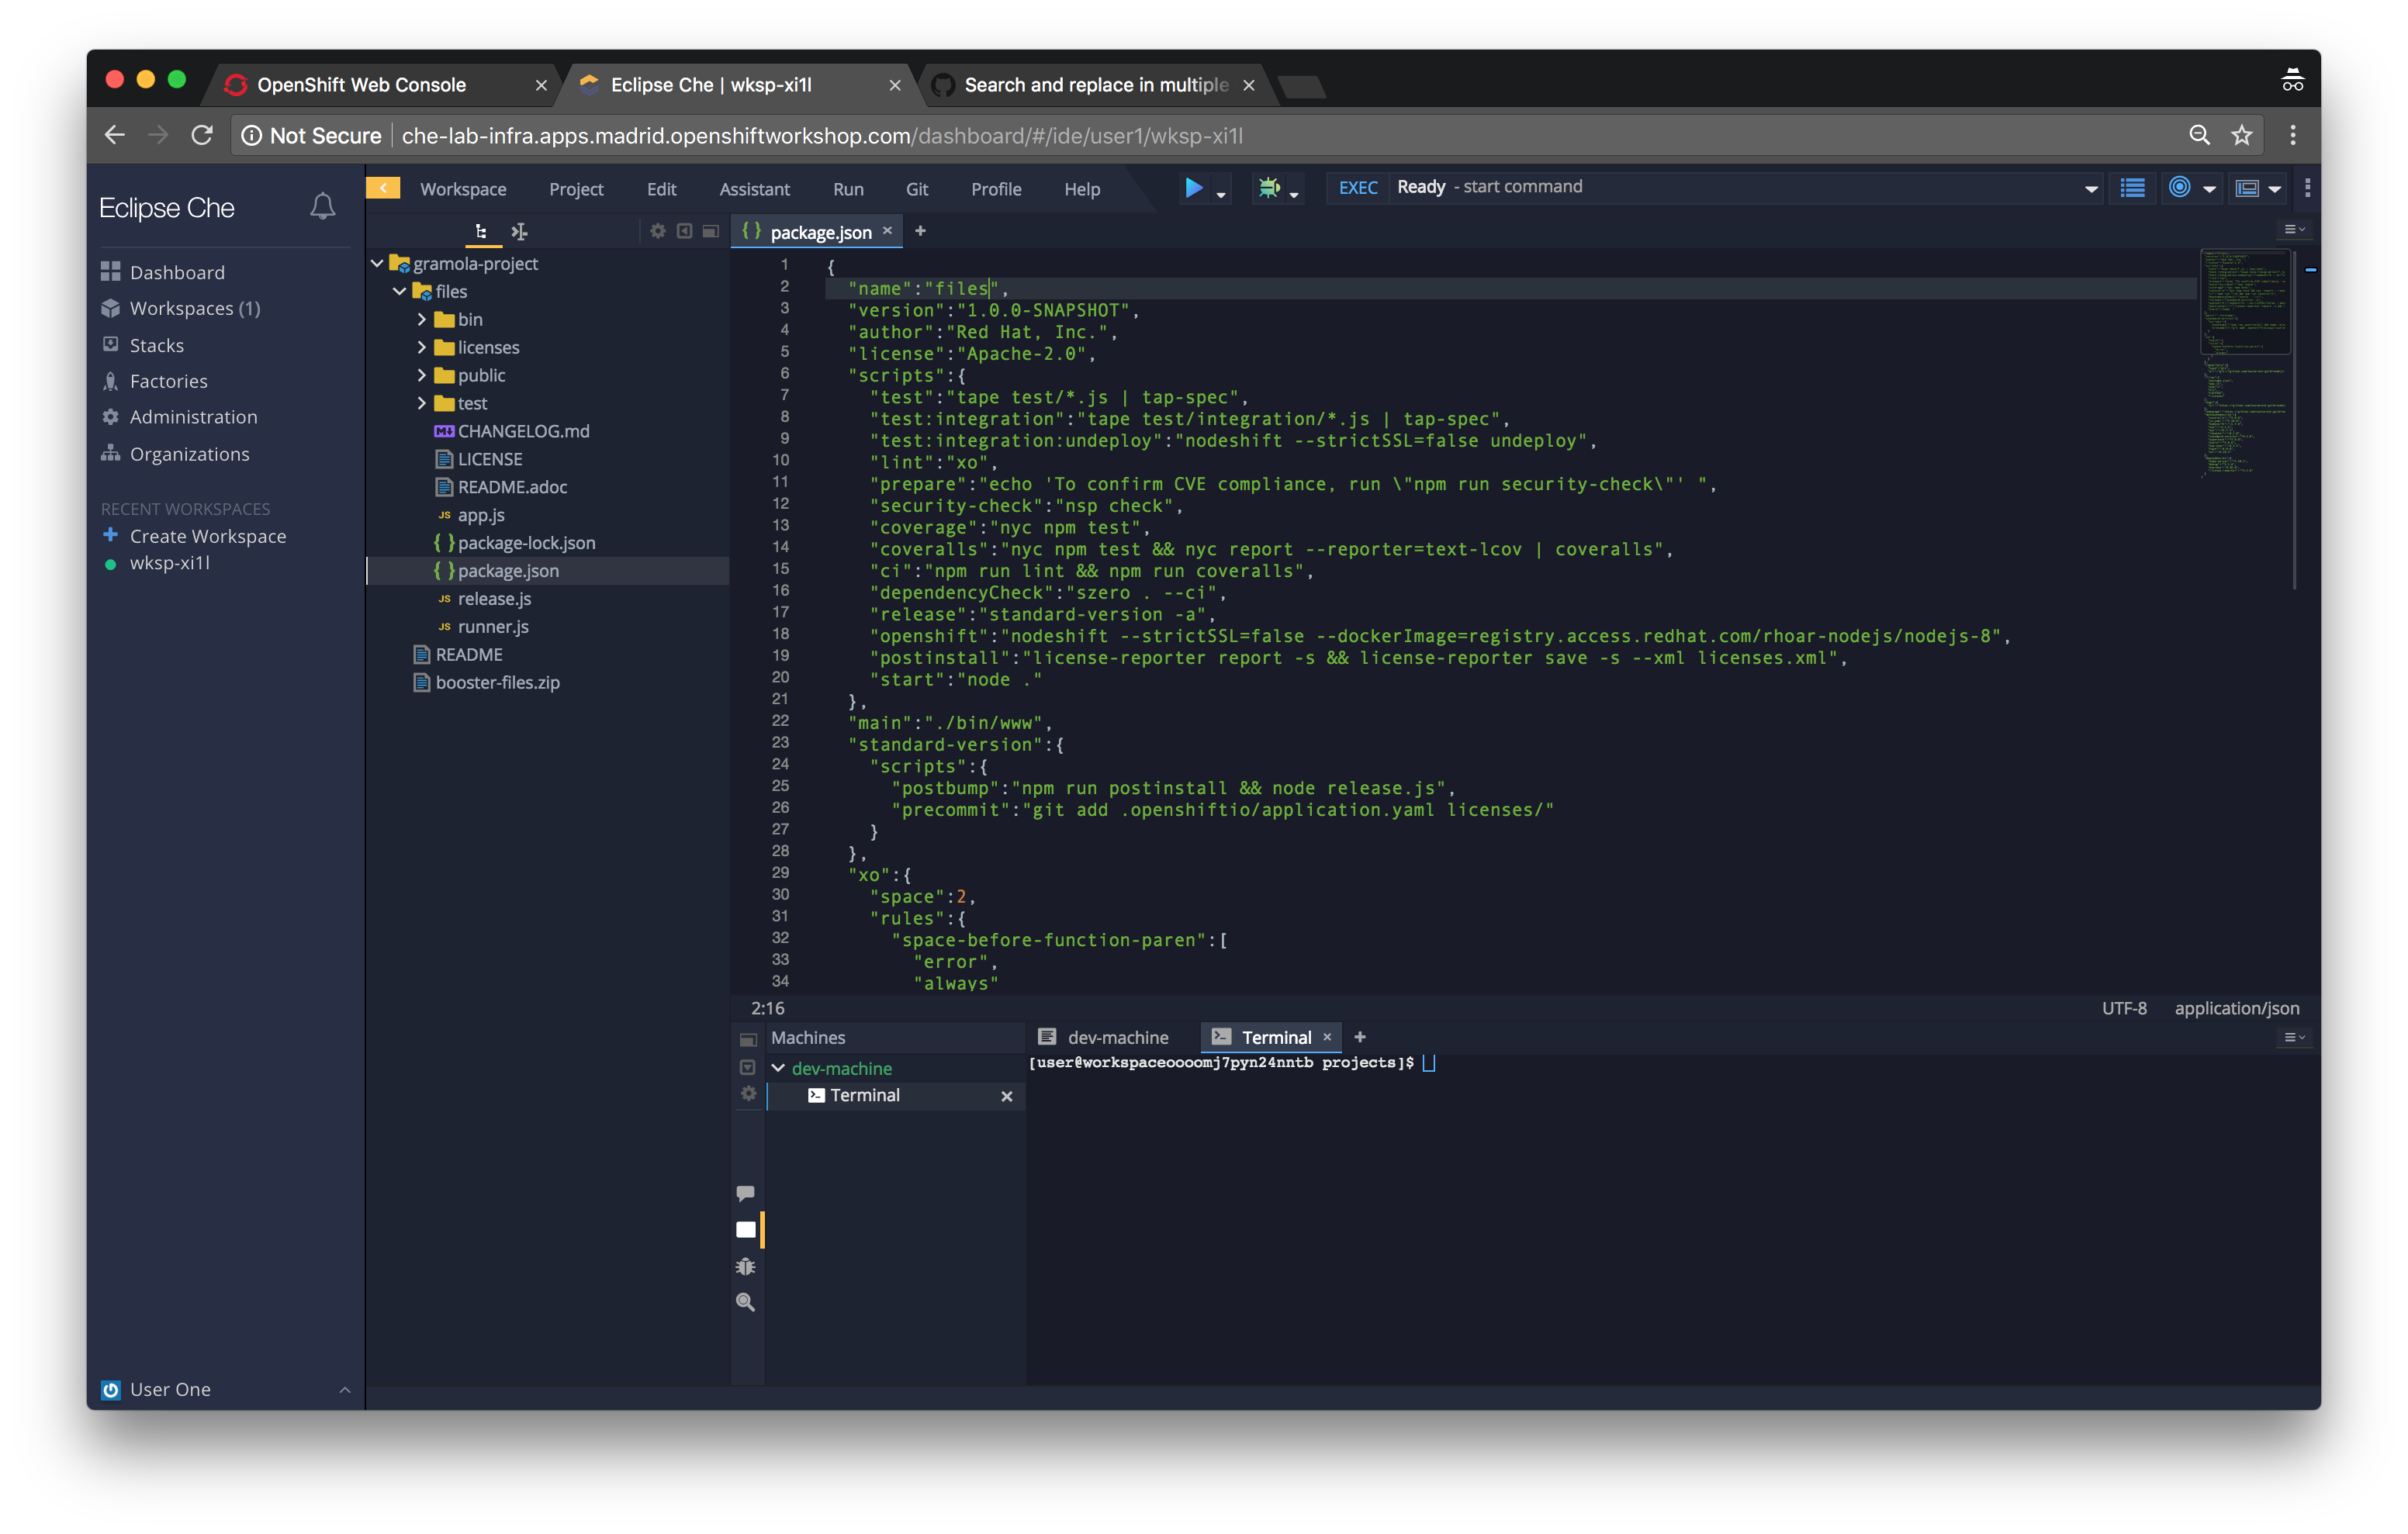 OpenShift Web Console
Eclipse Che | wksp-xi1l
Search and replace in multiple
Not Secure
che-lab-infra.apps.madrid.openshiftworkshop.com/dashboard/#/ide/user1/wksp-xi1l
Eclipse Che
Dashboard
Workspaces (1)
Stacks
Factories
Administration
Organizations
RECENT WORKSPACES
Create Workspace
wksp-xi1l
User One
Workspace Project Edit Assistant Run Git Profile Help
EXEC Ready - start command
gramola-project
files
bin
licenses
public
test
CHANGELOG.md
LICENSE
README.adoc
JS app.js
{ } package-lock.json
{ } package.json
JS release.js
JS runner.js
README
booster-files.zip
{ } package.json
1 {
2 "name":"files",
3 "version":"1.0.0-SNAPSHOT",
4 "author":"Red Hat, Inc.",
5 "license":"Apache-2.0",
6 "scripts":{
7 "test":"tape test/*.js | tap-spec",
8 "test:integration":"tape test/integration/*.js | tap-spec",
9 "test:integration:undeploy":"nodeshift --strictSSL=false undeploy",
10 "lint":"xo",
11 "prepare":"echo 'To confirm CVE compliance, run \"npm run security-check\"' ",
12 "security-check":"nsp check",
13 "coverage":"nyc npm test",
14 "coveralls":"nyc npm test && nyc report --reporter=text-lcov | coveralls",
15 "ci":"npm run lint && npm run coveralls",
16 "dependencyCheck":"szero . --ci",
17 "release":"standard-version -a",
18 "openshift":"nodeshift --strictSSL=false --dockerImage=registry.access.redhat.com/rhoar-nodejs/nodejs-8",
19 "postinstall":"license-reporter report -s && license-reporter save -s --xml licenses.xml",
20 "start":"node ."
21 },
22 "main":"./bin/www",
23 "standard-version":{
24 "scripts":{
25 "postbump":"npm run postinstall && node release.js",
26 "precommit":"git add .openshiftio/application.yaml licenses/"
27 }
28 },
29 "xo":{
30 "space":2,
31 "rules":{
32 "space-before-function-paren":[
33 "error",
34 "always"
2:16
UTF-8 application/json
Machines
dev-machine
Terminal
dev-machine
Terminal
[user@workspaceoooomj7pyn24nntb projects]$